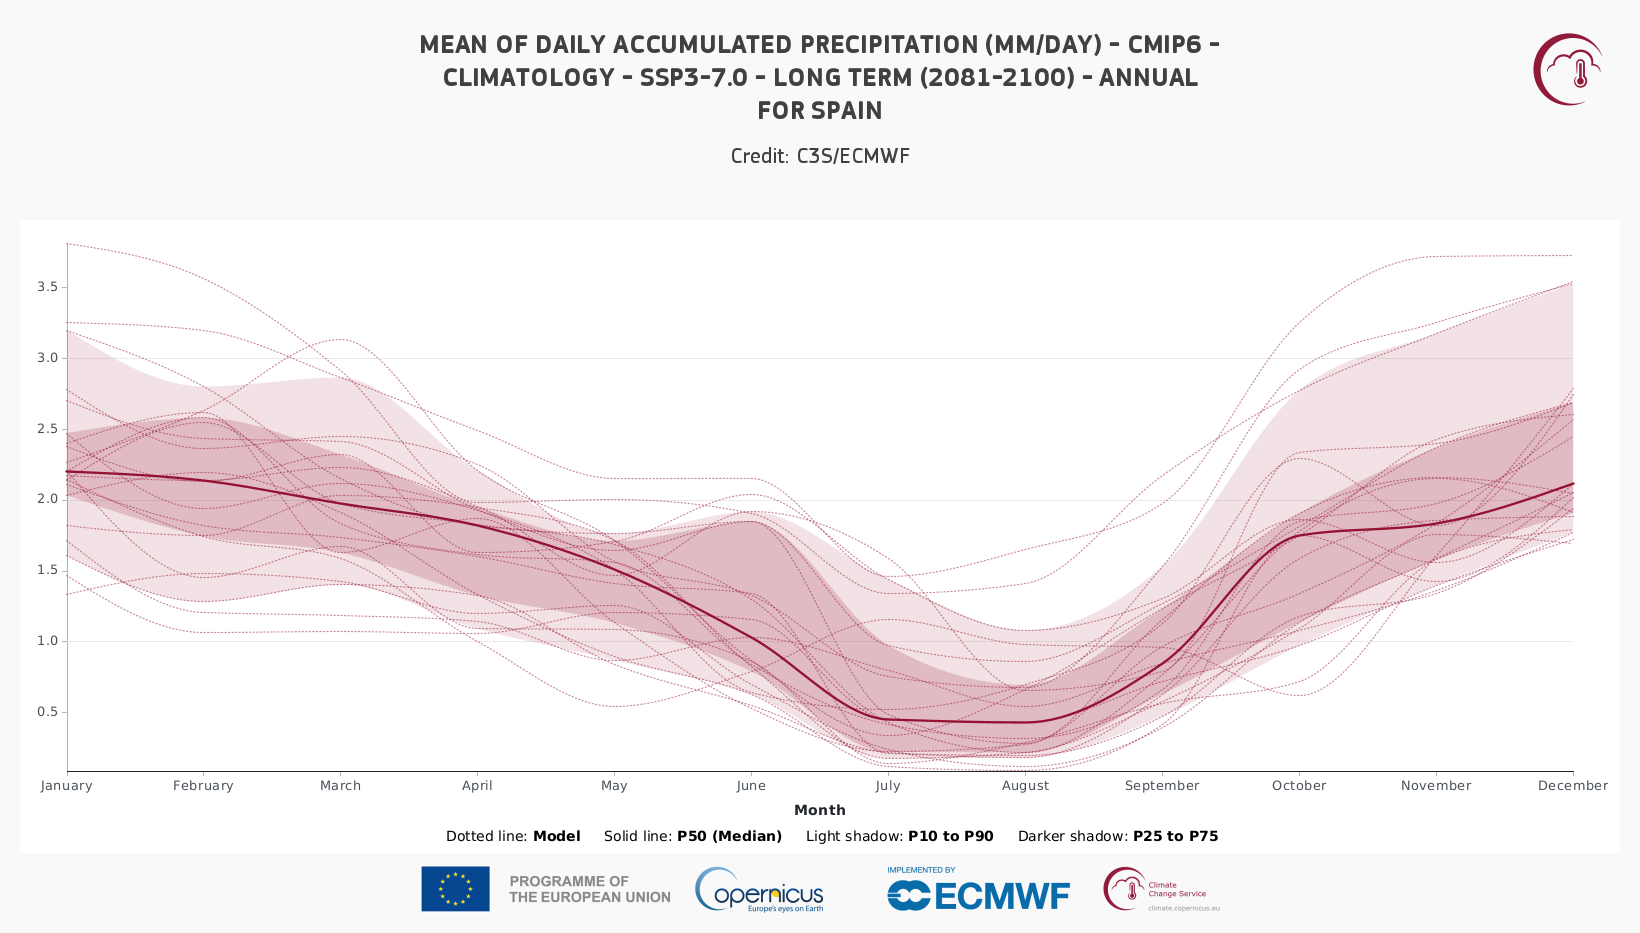 MEAN OF DAILY ACCUMULATED PRECIPITATION (MM/DAY) - CMIP6 -
CLIMATOLOGY - SSP3-7.0 - LONG TERM (2081-2100) - ANNUAL
FOR SPAIN
Credit: C3S/ECMWF
3.5
3.0
2.5
2.0
1.5
1.0
0.5
January February March April May June July August September October November December
Month
Dotted line: Model Solid line: P50 (Median) Light shadow: P10 to P90 Darker shadow: P25 to P75
PROGRAMME OF
THE EUROPEAN UNION
opernicus
Europe's eyes on Earth
IMPLEMENTED BY
ECMWF
Climate
Change Service
climate.copernicus.eu